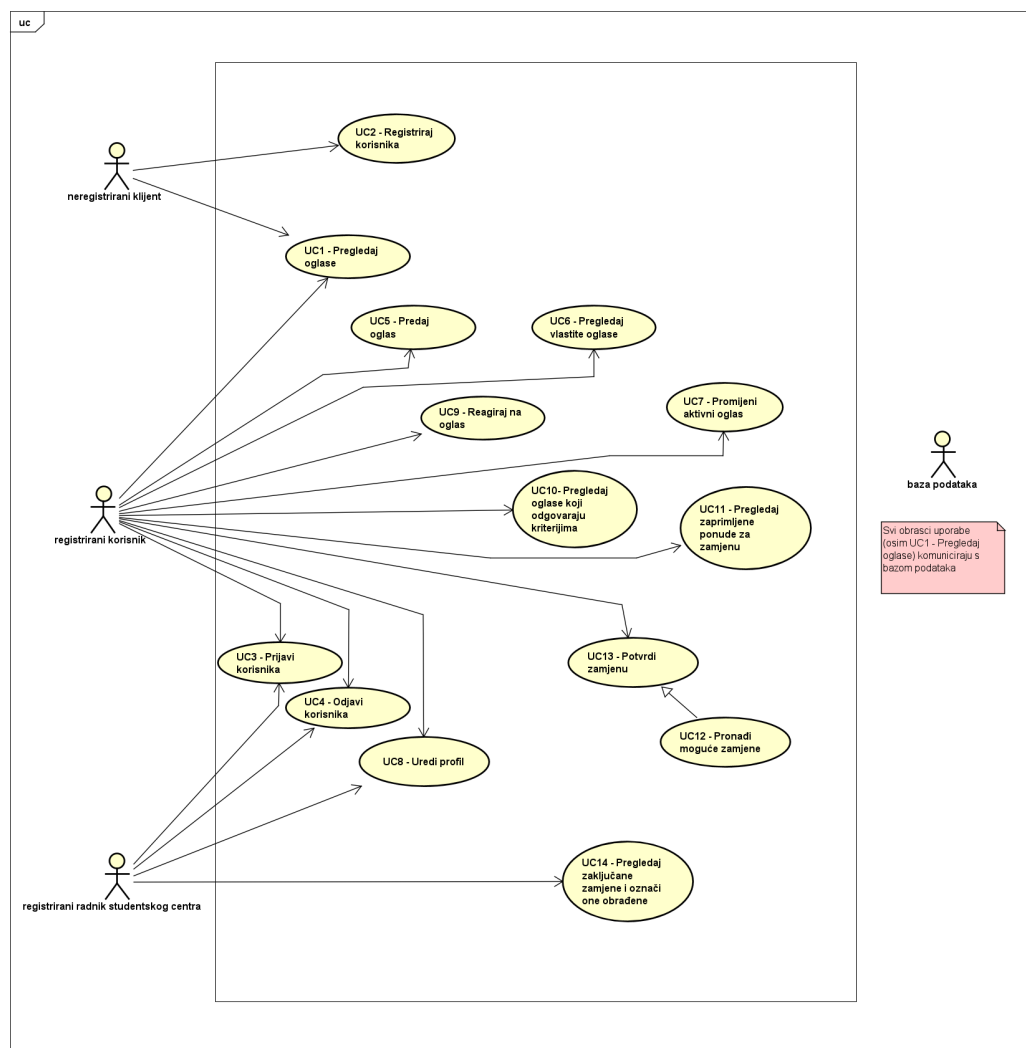 uc
UC2 - Registriraj
korisnika
neregistrirani klijent
UC1 - Pregledaj
oglase
UC5 - Predaj
oglas
UC6 - Pregledaj
vlastite oglase
UC7 - Promijeni
aktivni oglas
UC9 - Reagiraj na
oglas
baza podataka
UC10- Pregledaj
oglase koji
odgovaraju
kriterijima
UC11 - Pregledaj
zaprimljene
ponude za
zamjenu
registrirani korisnik
Svi obrasci uporabe
(osim UC1 - Pregledaj
oglase) komuniciraju s
bazom podataka
UC3 - Prijavi
korisnika
UC13 - Potvrdi
zamjenu
UC4 - Odjavi
korisnika
UC12 - Pronađi
moguće zamjene
UC8 - Uredi profil
UC14 - Pregledaj
zaključane
zamjene i označi
one obrađene
registrirani radnik studentskog centra